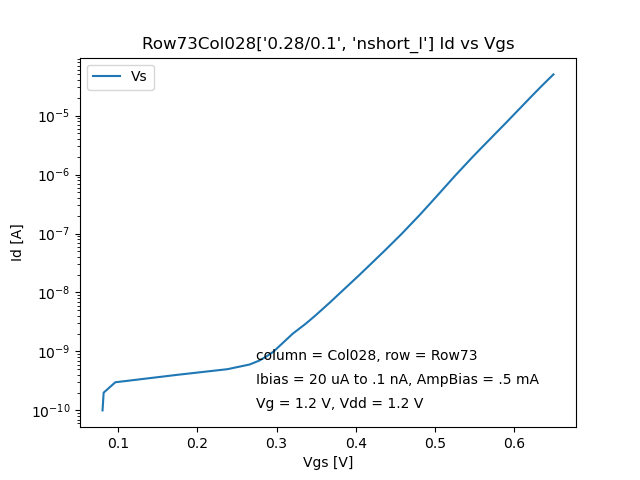 Row73Col028['0.28/0.1', 'nshort_l'] Id vs Vgs
Vs
10⁻⁵
10⁻⁶
10⁻⁷
10⁻⁸
10⁻⁹
10⁻¹⁰
Id [A]
column = Col028, row = Row73
Ibias = 20 uA to .1 nA, AmpBias = .5 mA
Vg = 1.2 V, Vdd = 1.2 V
0.1 0.2 0.3 0.4 0.5 0.6
Vgs [V]